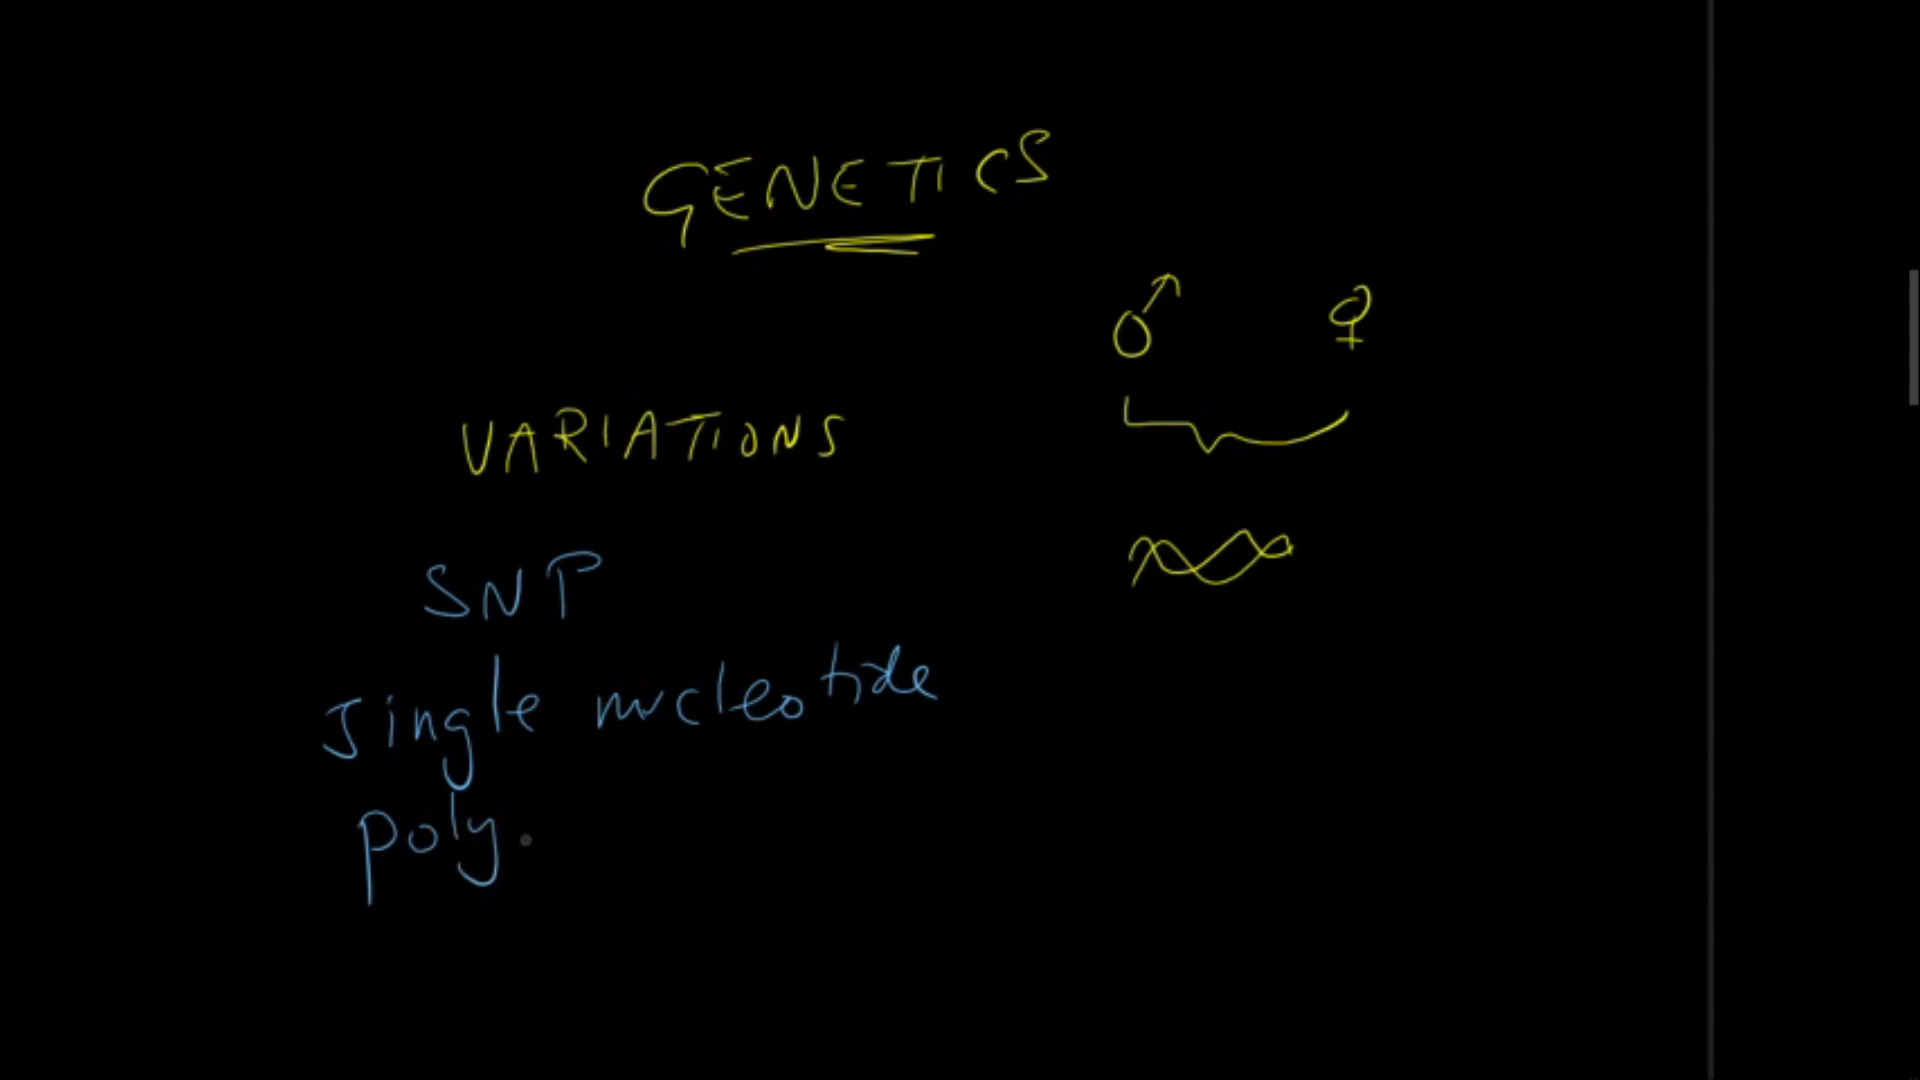 GENETICS
♂ ♀
VARIATIONS
SNP
Single nucleotide
poly